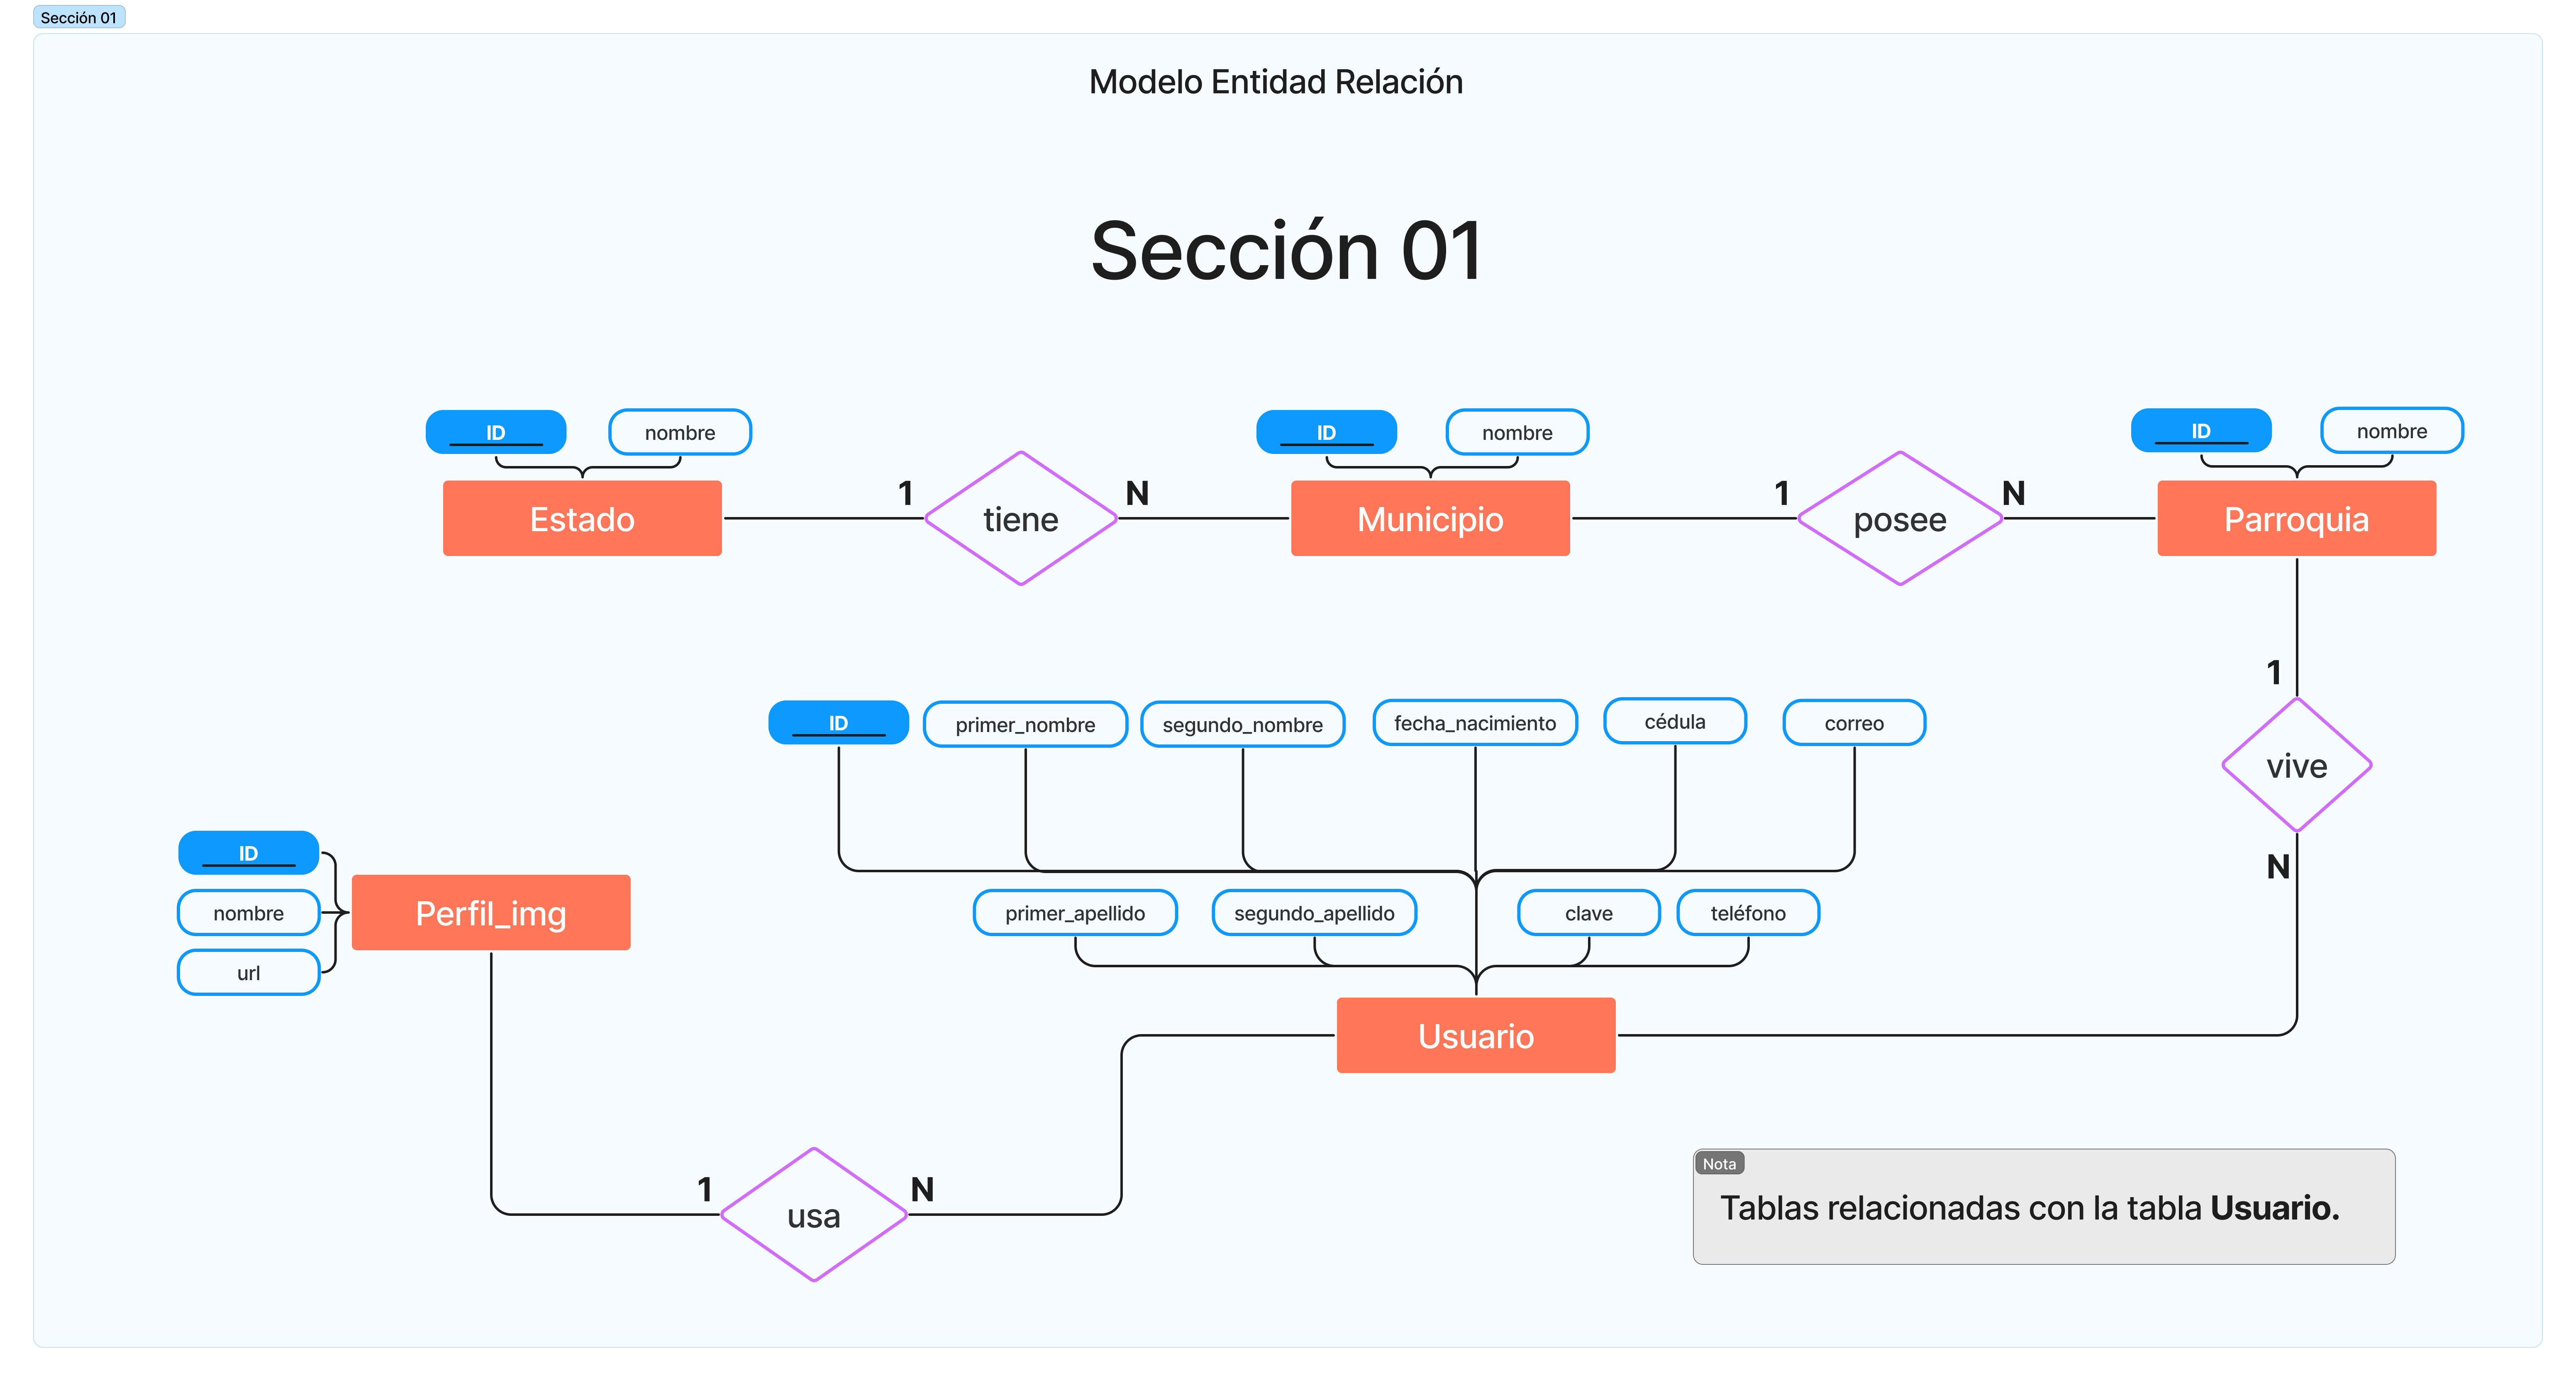 Sección 01
Modelo Entidad Relación
Sección 01
ID
nombre
ID
nombre
ID
nombre
Estado
1
tiene
N
Municipio
1
posee
N
Parroquia
1
vive
N
ID
primer_nombre
segundo_nombre
fecha_nacimiento
cédula
correo
ID
nombre
url
Perfil_img
primer_apellido
segundo_apellido
clave
teléfono
Usuario
1
usa
N
Nota
Tablas relacionadas con la tabla Usuario.